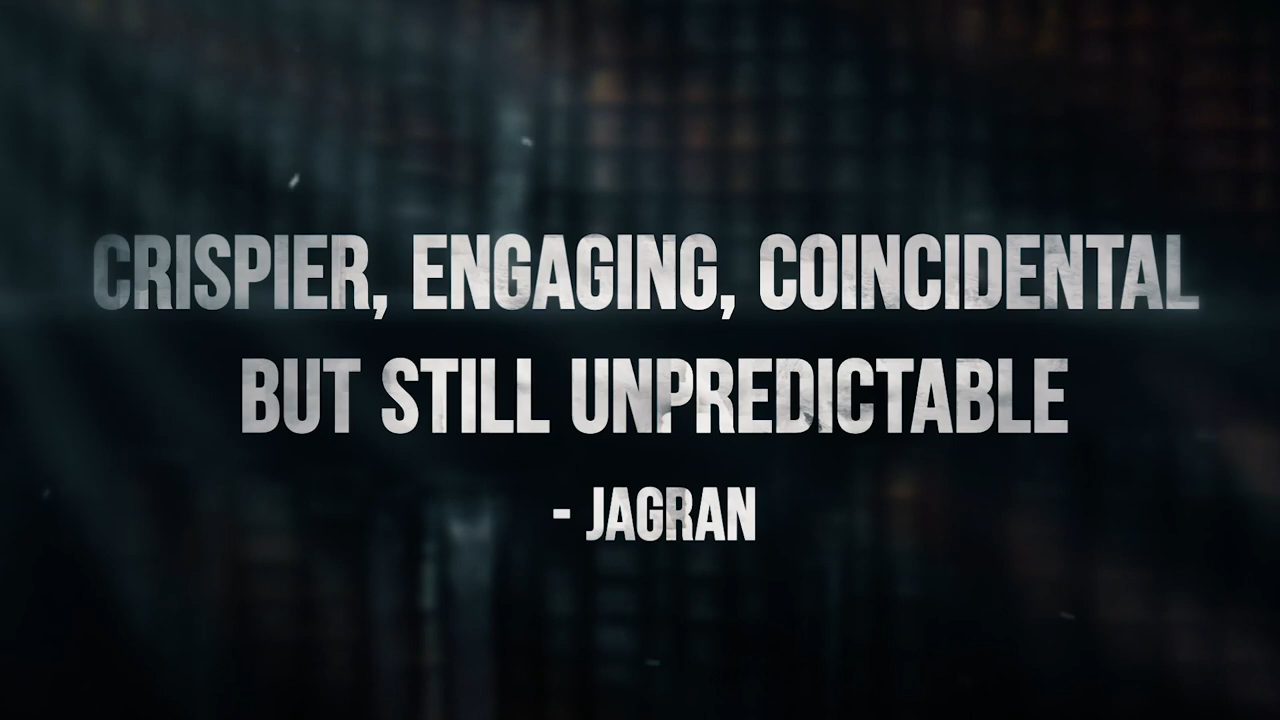 CRISPIER, ENGAGING, COINCIDENTAL
BUT STILL UNPREDICTABLE
- JAGRAN